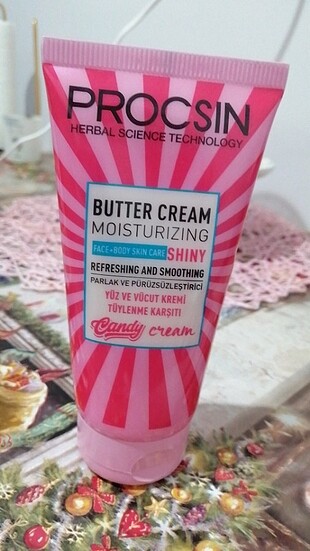 PROCSIN
HERBAL SCIENCE TECHNOLOGY
BUTTER CREAM
MOISTURIZING
FACE+BODY SKIN CARE SHINY
REFRESHING AND SMOOTHING
PARLAK VE PÜRÜZSÜZLEŞTİRİCİ
YÜZ VE VÜCUT KREMİ
TÜYLENME KARŞITI
Candy cream